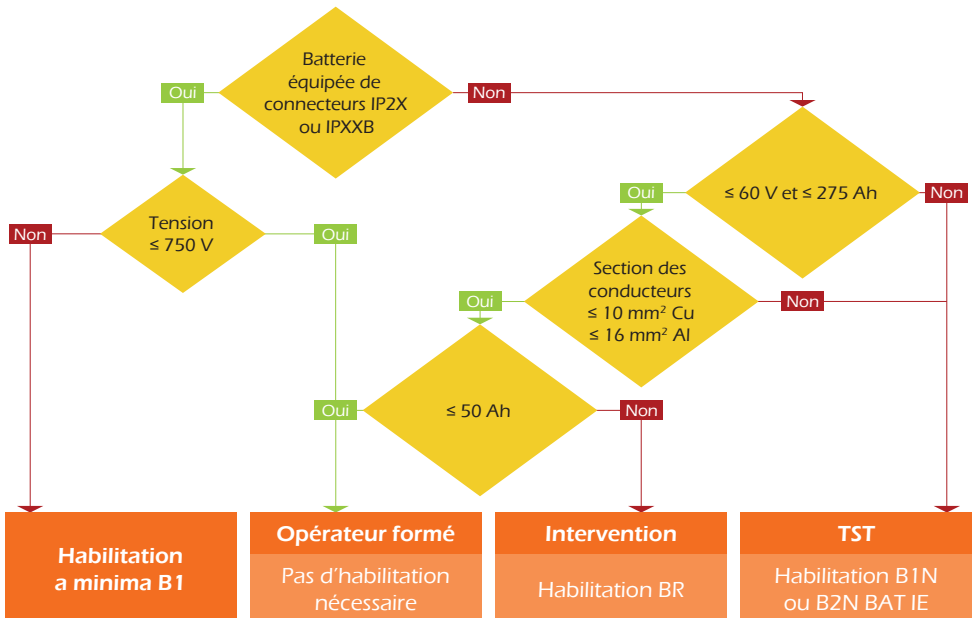 Batterie
équipée de
connecteurs IP2X
ou IPXXB
Oui
Non
Tension
≤ 750 V
Non
Oui
≤ 60 V et ≤ 275 Ah
Oui
Non
Section des
conducteurs
≤ 10 mm² Cu
≤ 16 mm² Al
Oui
Non
≤ 50 Ah
Oui
Non
Habilitation
a minima B1
Opérateur formé
Pas d'habilitation
nécessaire
Intervention
Habilitation BR
TST
Habilitation B1N
ou B2N BAT IE